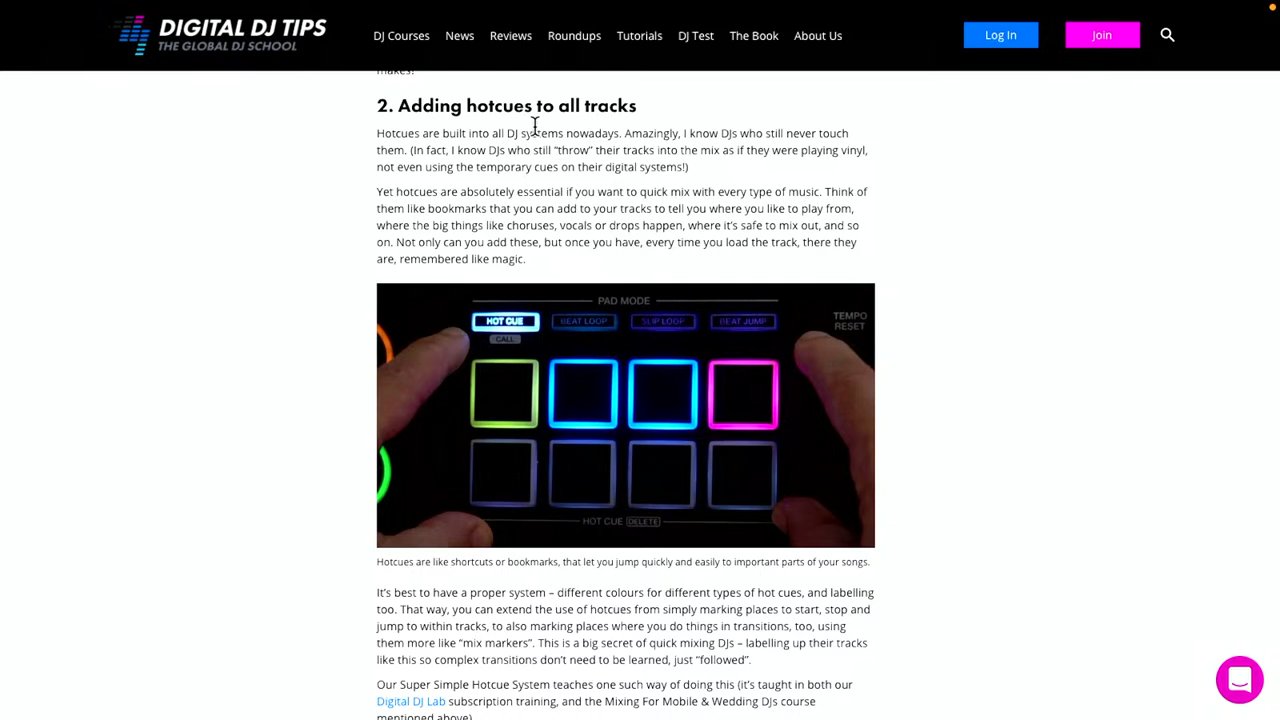 DIGITAL DJ TIPS
THE GLOBAL DJ SCHOOL
DJ Courses
News
Reviews
Roundups
Tutorials
DJ Test
The Book
About Us
Log In
Join
makes!
2. Adding hotcues to all tracks
Hotcues are built into all DJ systems nowadays. Amazingly, I know DJs who still never touch
them. (In fact, I know DJs who still “throw” their tracks into the mix as if they were playing vinyl,
not even using the temporary cues on their digital systems!)
Yet hotcues are absolutely essential if you want to quick mix with every type of music. Think of
them like bookmarks that you can add to your tracks to tell you where you like to play from,
where the big things like choruses, vocals or drops happen, where it’s safe to mix out, and so
on. Not only can you add these, but once you have, every time you load the track, there they
are, remembered like magic.
PAD MODE
HOT CUE
BEAT LOOP
SLIP LOOP
BEAT JUMP
CALL
TEMPO
RESET
HOT CUE DELETE
Hotcues are like shortcuts or bookmarks, that let you jump quickly and easily to important parts of your songs.
It’s best to have a proper system – different colours for different types of hot cues, and labelling
too. That way, you can extend the use of hotcues from simply marking places to start, stop and
jump to within tracks, to also marking places where you do things in transitions, too, using
them more like “mix markers”. This is a big secret of quick mixing DJs – labelling up their tracks
like this so complex transitions don’t need to be learned, just “followed”.
Our Super Simple Hotcue System teaches one such way of doing this (it’s taught in both our
Digital DJ Lab subscription training, and the Mixing For Mobile & Wedding DJs course
mentioned above)